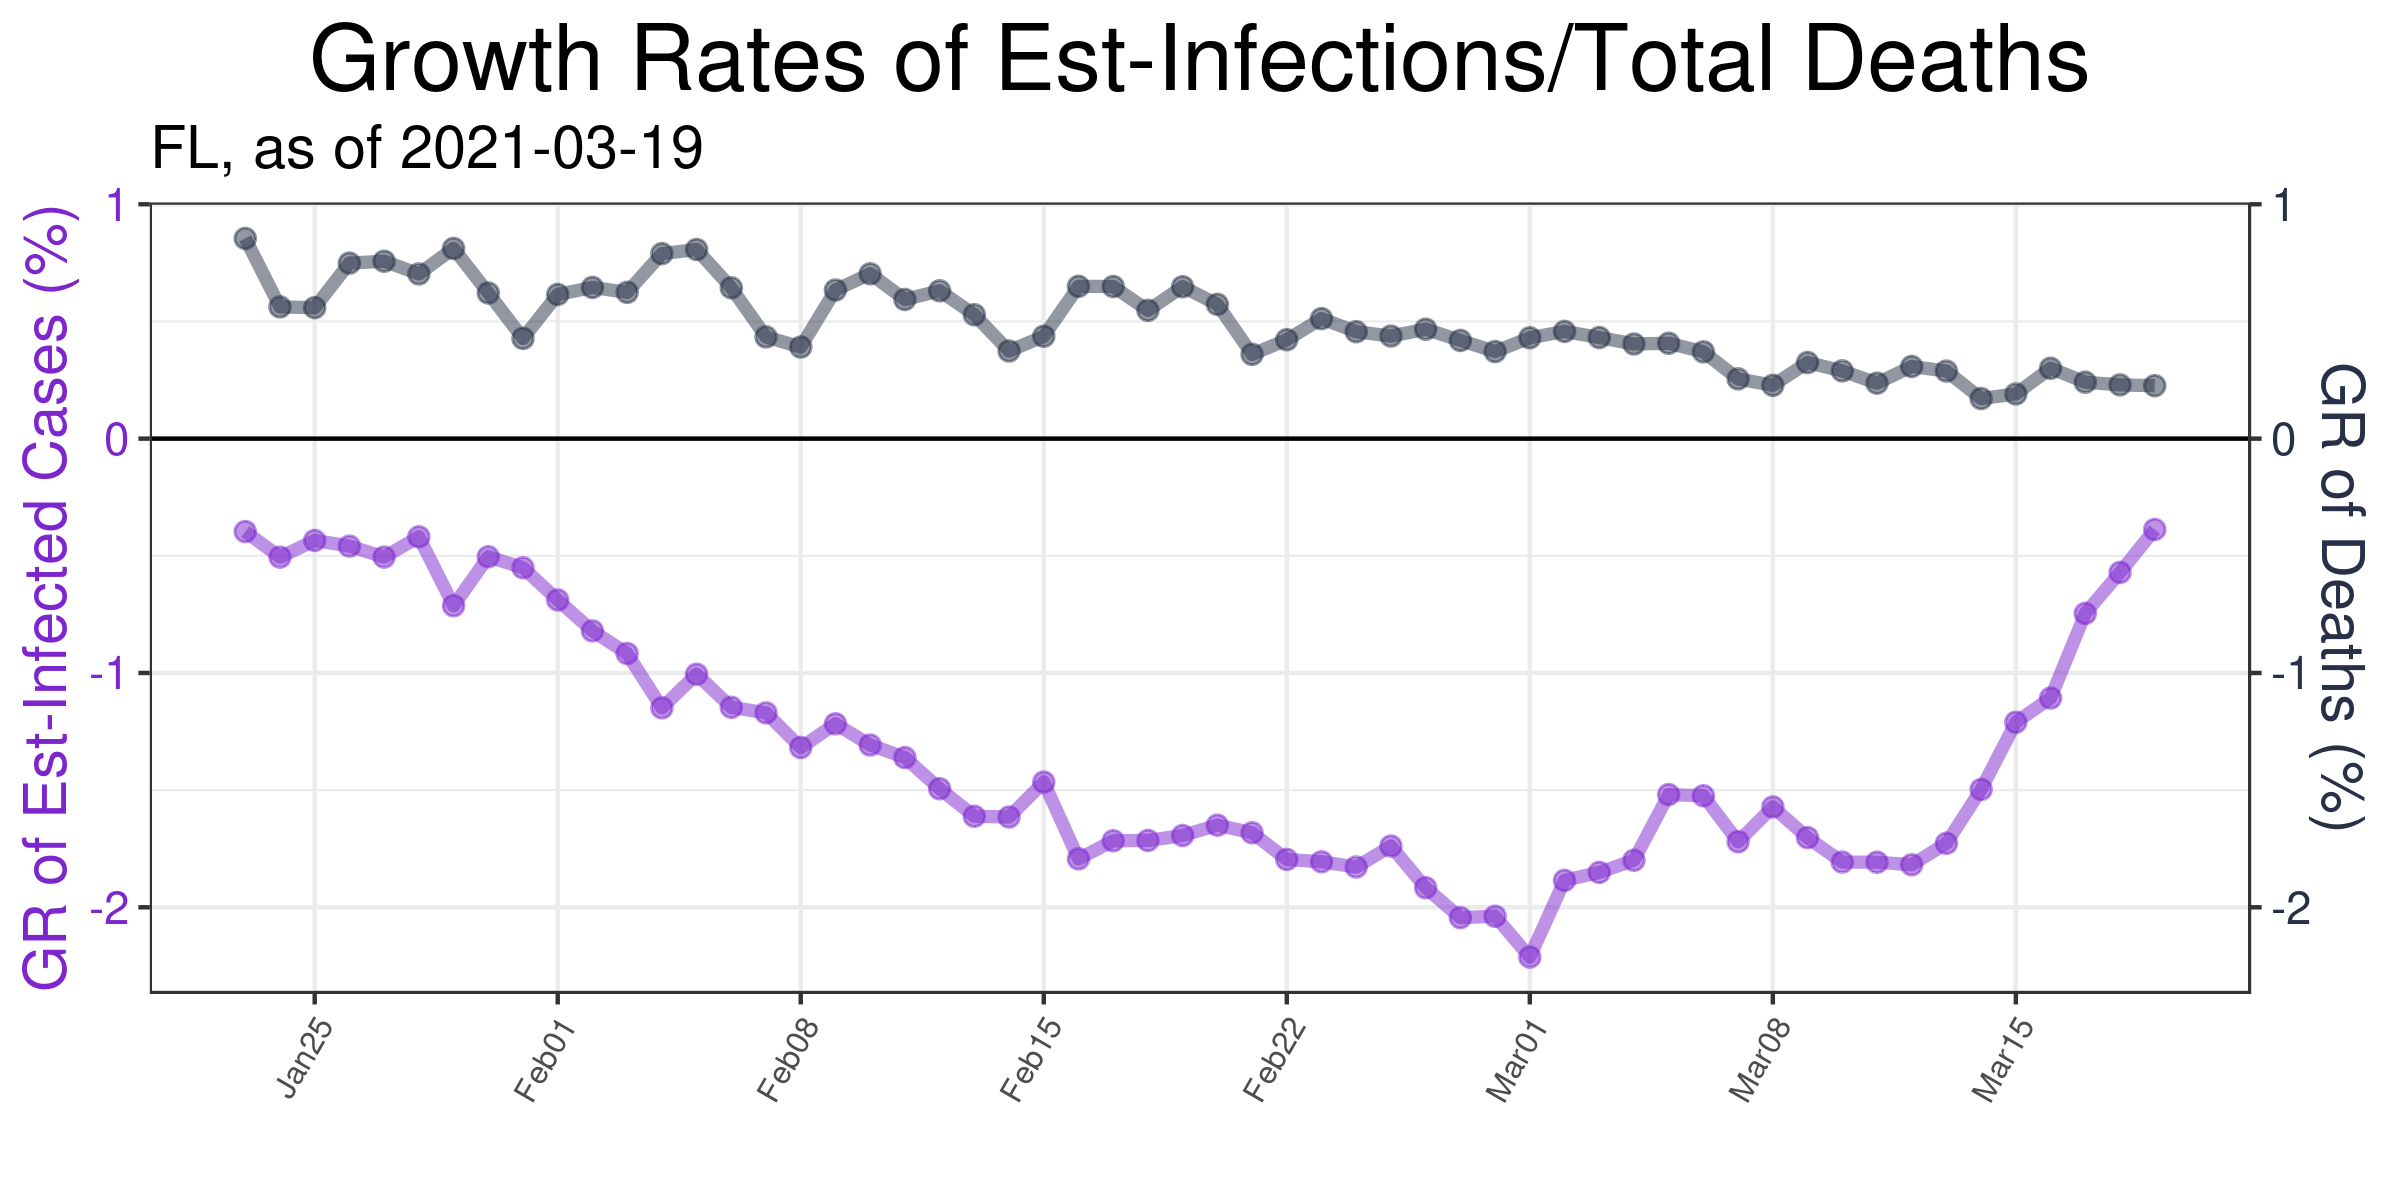 Growth Rates of Est-Infections/Total Deaths
FL, as of 2021-03-19
GR of Est-Infected Cases (%)
1
0
-1
-2
1
0
-1
-2
GR of Deaths (%)
Jan25
Feb01
Feb08
Feb15
Feb22
Mar01
Mar08
Mar15